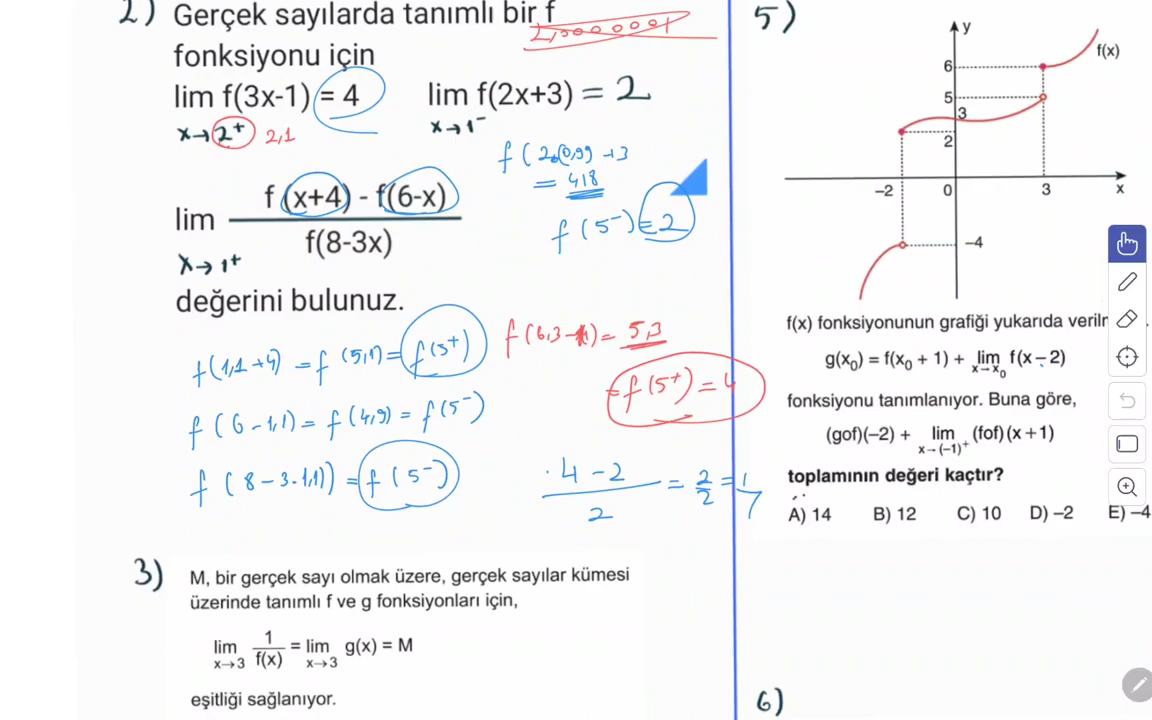 2) Gerçek sayılarda tanımlı bir f
2,0000001
fonksiyonu için
lim f(3x-1) = 4   lim f(2x+3) = 2
x→2⁺ 2,1   x→1⁻
f(2.(0,9)+3
= 4,8
f(5⁻) = 2
lim f (x+4) - f(6-x)
f(8-3x)
x→1⁺
değerini bulunuz.
f(1,1+4) = f(5,1) = f(5⁺)
f(6-1,1) = f(4,9) = f(5⁻)
f(8-3.1,1) = f(5⁻)
= 5,3
= f(5⁺) = 4
4-2
2
= 2/2 = 1
3) M, bir gerçek sayı olmak üzere, gerçek sayılar kümesi
üzerinde tanımlı f ve g fonksiyonları için,
lim 1/f(x) = lim g(x) = M
x→3   x→3
eşitliği sağlanıyor.
5)
y
f(x)
6
5
3
2
-2 0 3 x
-4
f(x) fonksiyonunun grafiği yukarıda
g(x₀) = f(x₀ + 1) + lim f(x-2)
x→x₀
fonksiyonu tanımlanıyor. Buna göre,
(gof)(-2) + lim (fof)(x+1)
x→(-1)⁺
toplamının değeri kaçtır?
A) 14 B) 12 C) 10 D) -2 E) -4
6)